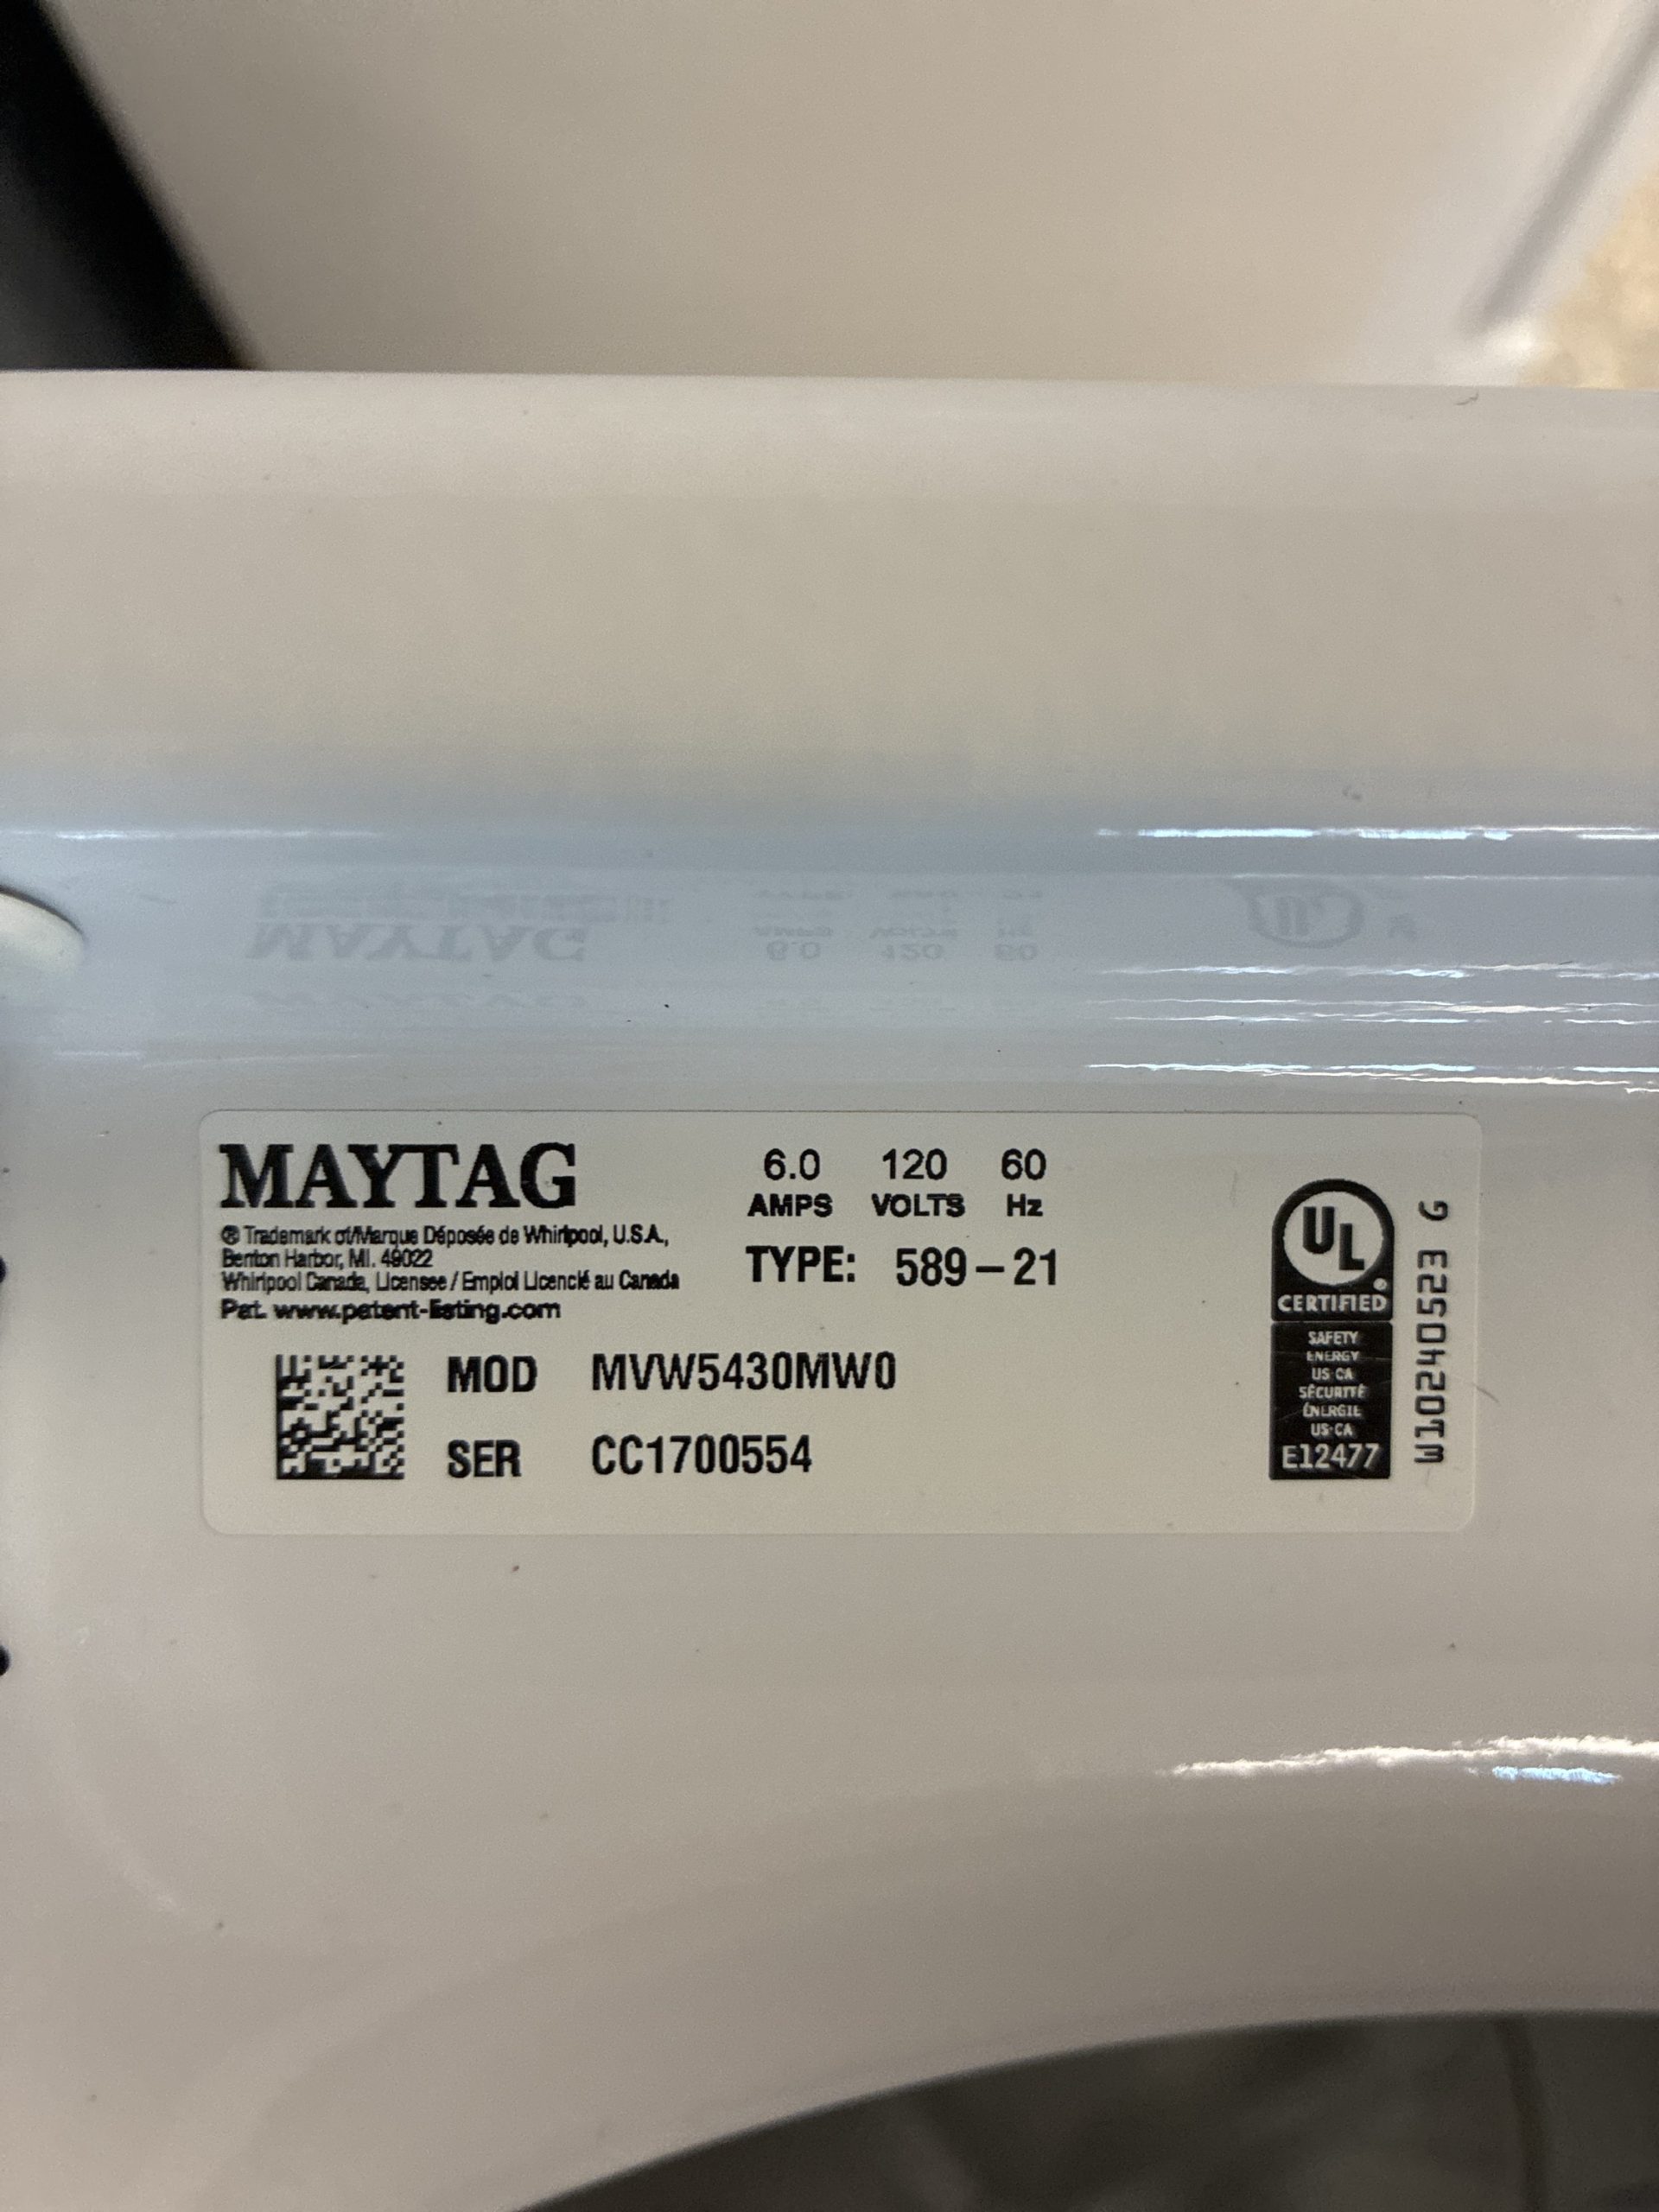 MAYTAG
® Trademark of/Marque Déposée de Whirlpool, U.S.A.,
Benton Harbor, MI. 49022
Whirlpool Canada, Licensee / Emploi Licencié au Canada
Pat. www.patent-listing.com
6.0 120 60
AMPS VOLTS Hz
TYPE: 589-21
MOD MVW5430MW0
SER CC1700554
UL
®
CERTIFIED
SAFETY
ENERGY
US CA
SÉCURITÉ
ÉNERGIE
US·CA
E12477
W10240523 G